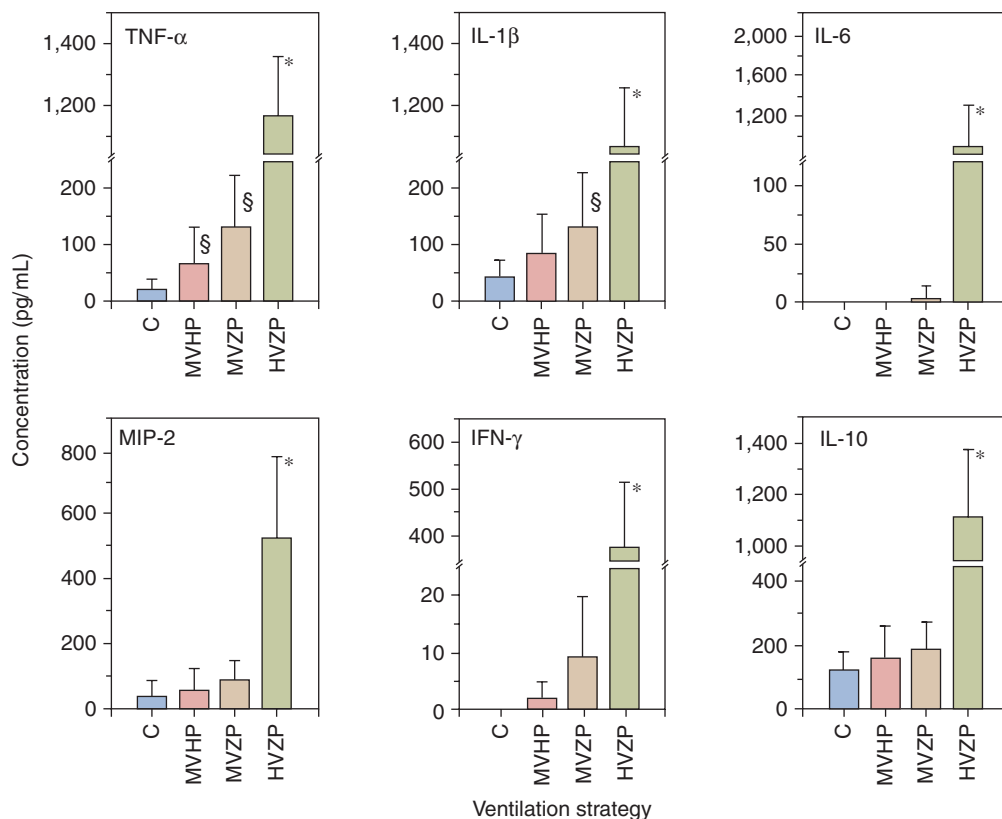 TNF-α
1,400
1,200
200
100
0
C
MVHP
MVZP
HVZP
§
§
*
IL-1β
1,400
1,200
200
100
0
C
MVHP
MVZP
HVZP
§
*
IL-6
2,000
1,600
1,200
100
50
0
C
MVHP
MVZP
HVZP
*
Concentration (pg/mL)
MIP-2
800
600
400
200
0
C
MVHP
MVZP
HVZP
*
IFN-γ
600
500
400
20
10
0
C
MVHP
MVZP
HVZP
*
IL-10
1,400
1,200
1,100
1,000
400
200
0
C
MVHP
MVZP
HVZP
*
Ventilation strategy